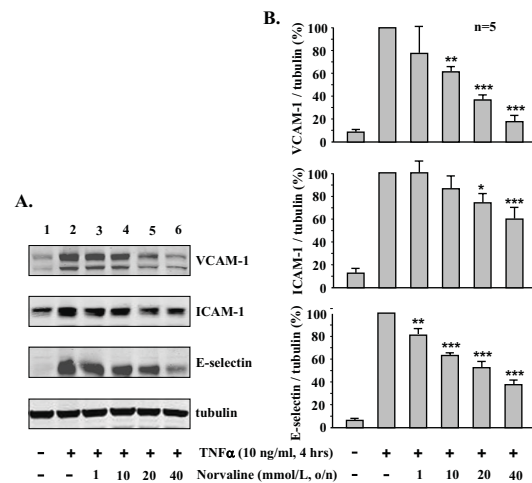 B.
n=5
VCAM-1 / tubulin (%)
100
80
60
40
20
0
**
***
***
ICAM-1 / tubulin (%)
100
80
60
40
20
0
*
***
E-selectin / tubulin (%)
100
80
60
40
20
0
**
***
***
***
A.
1 2 3 4 5 6
VCAM-1
ICAM-1
E-selectin
tubulin
- + + + + + TNFα (10 ng/ml, 4 hrs) - + + + + +
- - 1 10 20 40 Norvaline (mmol/L, o/n) - - 1 10 20 40